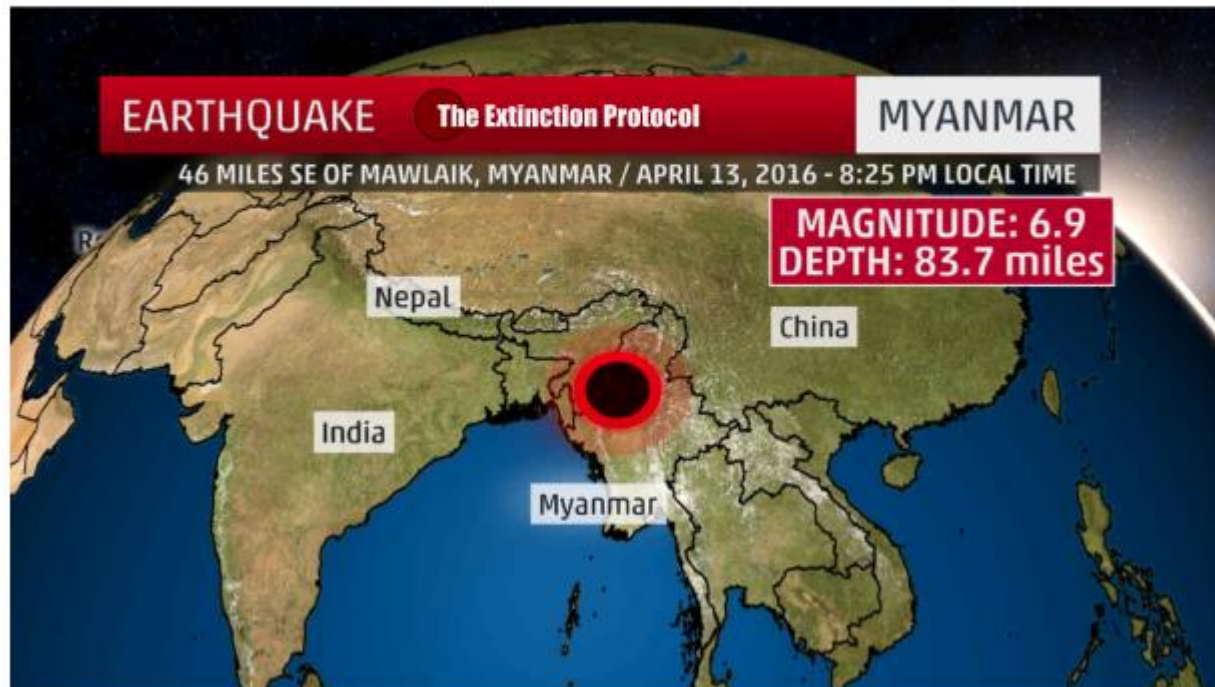 EARTHQUAKE The Extinction Protocol MYANMAR
46 MILES SE OF MAWLAIK, MYANMAR / APRIL 13, 2016 - 8:25 PM LOCAL TIME
MAGNITUDE: 6.9
DEPTH: 83.7 miles
Nepal
China
India
Myanmar